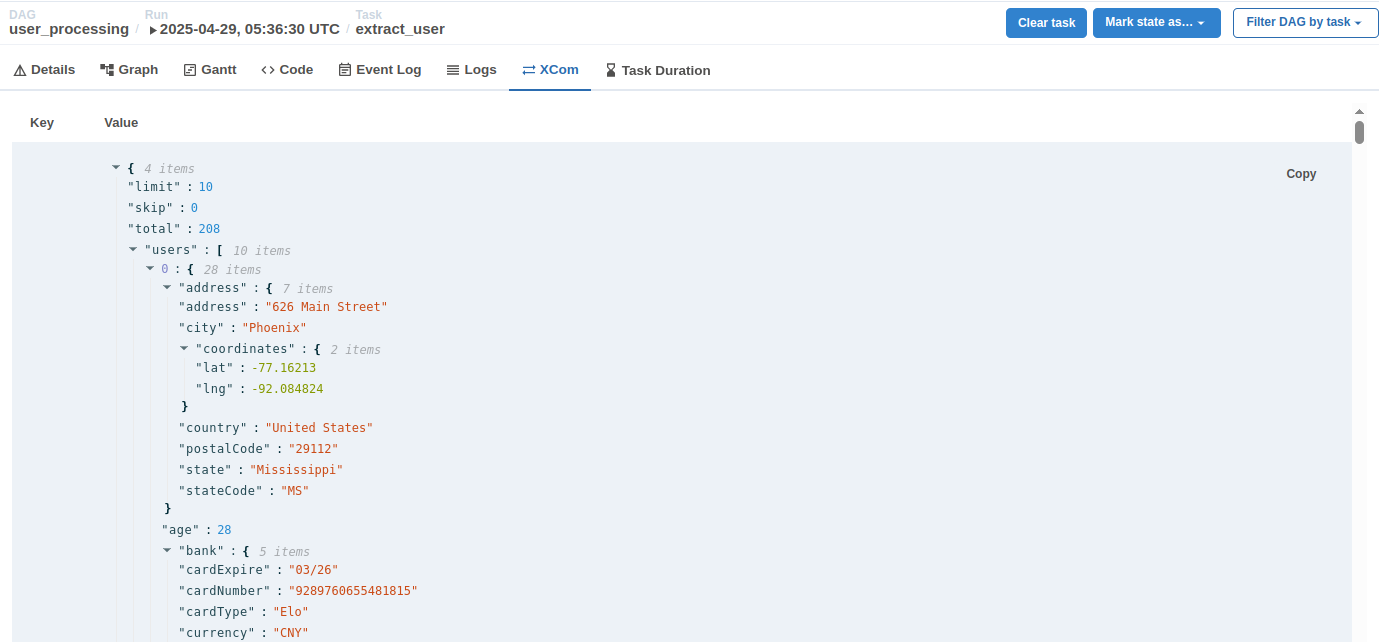 DAG Run Task
user_processing / 2025-04-29, 05:36:30 UTC / extract_user
Clear task Mark state as... Filter DAG by task
Details Graph Gantt Code Event Log Logs XCom Task Duration
Key Value
{ 4 items
Copy
"limit" : 10
"skip" : 0
"total" : 208
"users" : [ 10 items
0 : { 28 items
"address" : { 7 items
"address" : "626 Main Street"
"city" : "Phoenix"
"coordinates" : { 2 items
"lat" : -77.16213
"lng" : -92.084824
}
"country" : "United States"
"postalCode" : "29112"
"state" : "Mississippi"
"stateCode" : "MS"
}
"age" : 28
"bank" : { 5 items
"cardExpire" : "03/26"
"cardNumber" : "9289760655481815"
"cardType" : "Elo"
"currency" : "CNY"